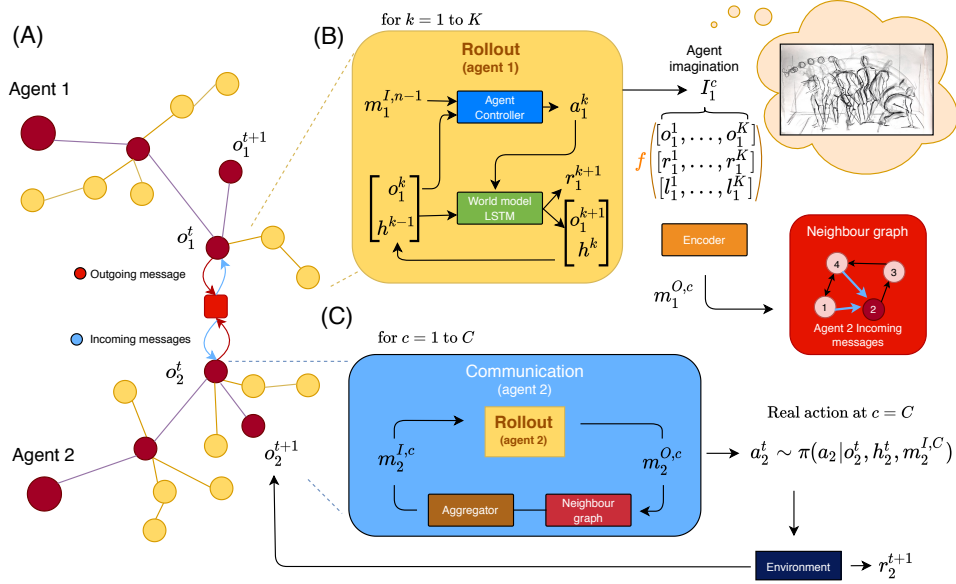 (A)
Agent 1
o_1^{t+1}
o_1^t
Outgoing message
Incoming messages
o_2^t
o_2^{t+1}
Agent 2
for k = 1 to K
(B)
Rollout
(agent 1)
m_1^{I,n-1}
Agent
Controller
a_1^k
r_1^{k+1}
o_1^k
h^{k-1}
World model
LSTM
o_1^{k+1}
h^k
Agent
imagination
I_1^c
f
[o_1^1, . . . , o_1^K]
[r_1^1, . . . , r_1^K]
[l_1^1, . . . , l_1^K]
Encoder
m_1^{O,c}
Neighbour graph
4
3
1
2
Agent 2 Incoming
messages
(C)
for c = 1 to C
Communication
(agent 2)
Rollout
(agent 2)
m_2^{I,c}
m_2^{O,c}
Aggregator
Neighbour
graph
Real action at c = C
a_2^t ∼ π(a_2|o_2^t, h_2^t, m_2^{I,C})
Environment
r_2^{t+1}